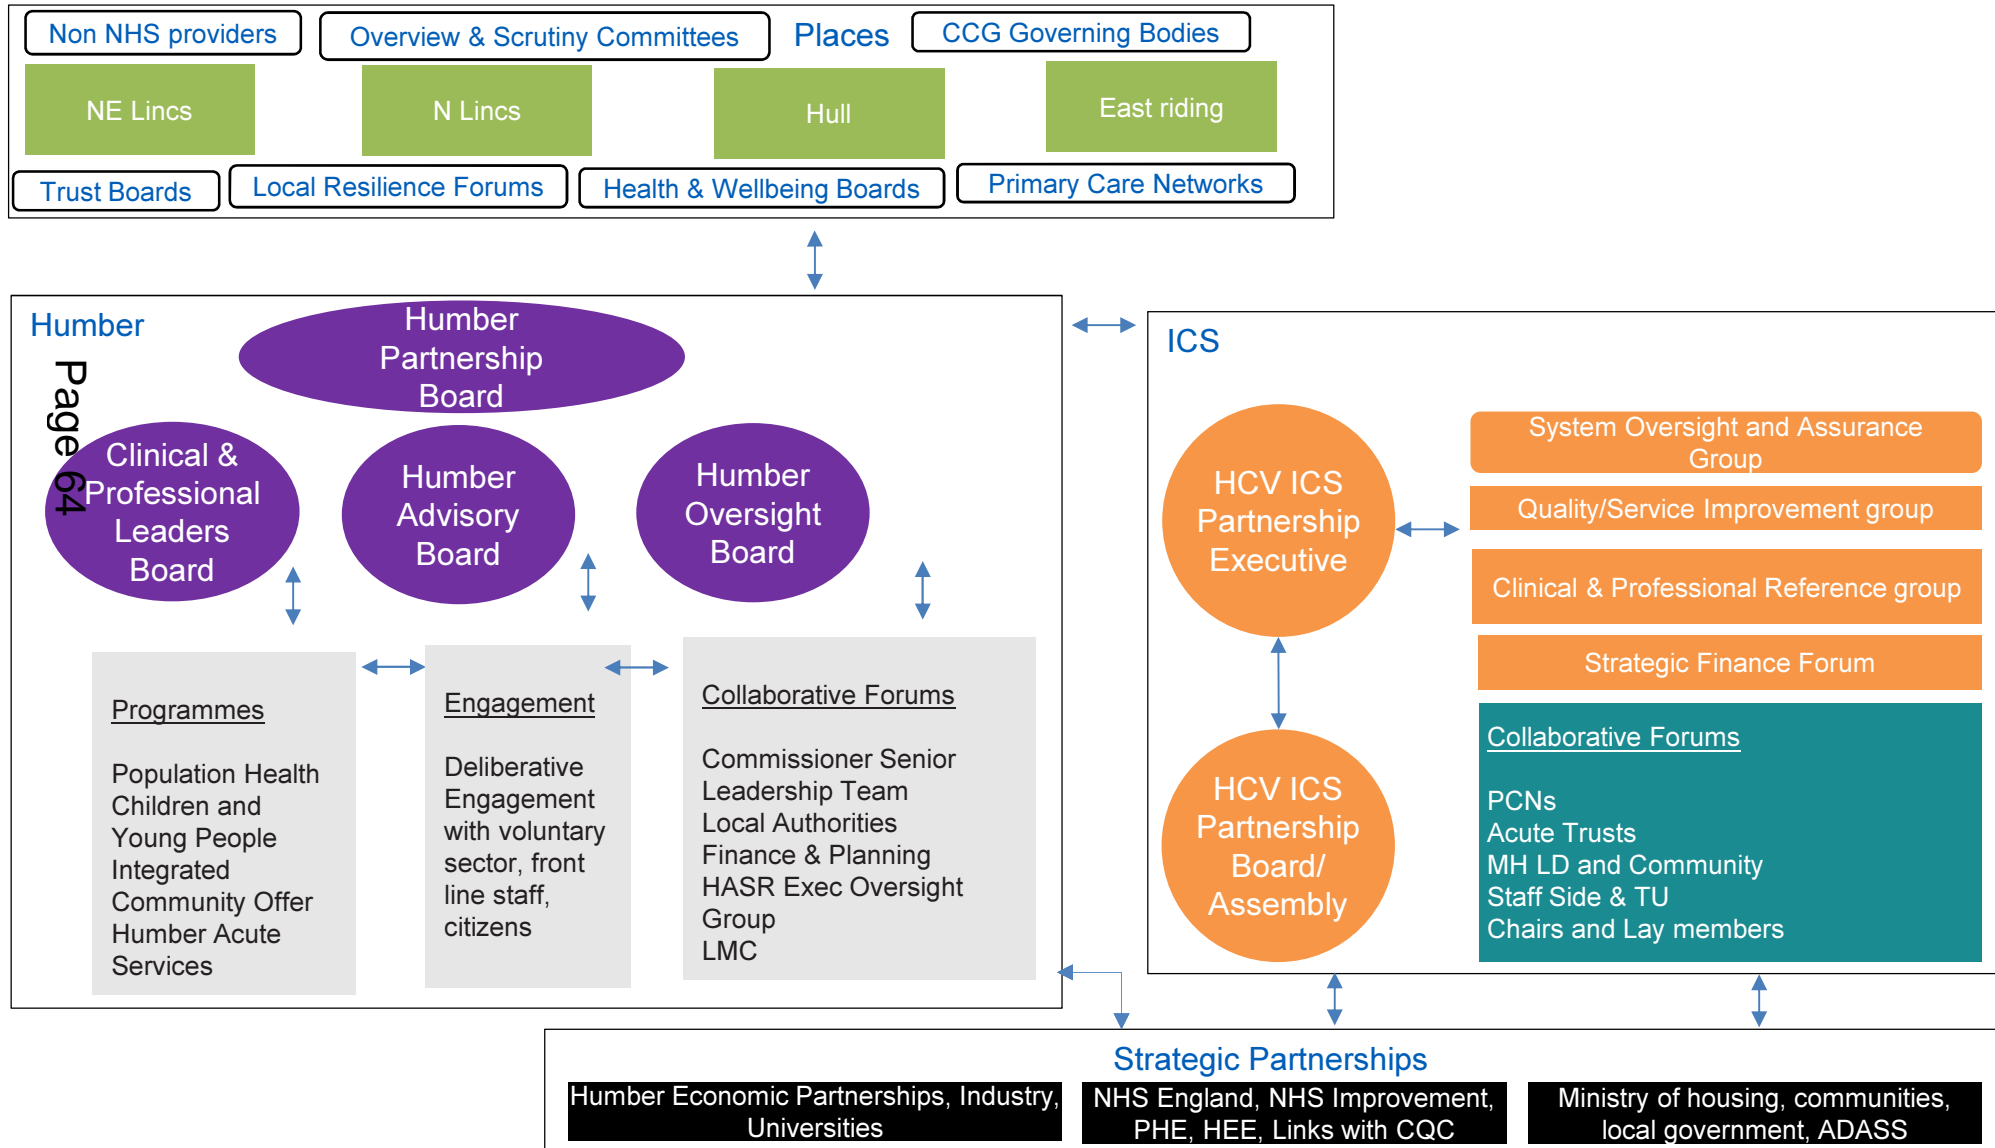 Non NHS providers
Overview & Scrutiny Committees
Places
CCG Governing Bodies
NE Lincs
N Lincs
Hull
East riding
Trust Boards
Local Resilience Forums
Health & Wellbeing Boards
Primary Care Networks
Humber
Page 64
Humber
Partnership
Board
Clinical &
Professional
Leaders
Board
Humber
Advisory
Board
Humber
Oversight
Board
Programmes
Population Health
Children and
Young People
Integrated
Community Offer
Humber Acute
Services
Engagement
Deliberative
Engagement
with voluntary
sector, front
line staff,
citizens
Collaborative Forums
Commissioner Senior
Leadership Team
Local Authorities
Finance & Planning
HASR Exec Oversight
Group
LMC
ICS
HCV ICS
Partnership
Executive
HCV ICS
Partnership
Board/
Assembly
System Oversight and Assurance
Group
Quality/Service Improvement group
Clinical & Professional Reference group
Strategic Finance Forum
Collaborative Forums
PCNs
Acute Trusts
MH LD and Community
Staff Side & TU
Chairs and Lay members
Strategic Partnerships
Humber Economic Partnerships, Industry,
Universities
NHS England, NHS Improvement,
PHE, HEE, Links with CQC
Ministry of housing, communities,
local government, ADASS